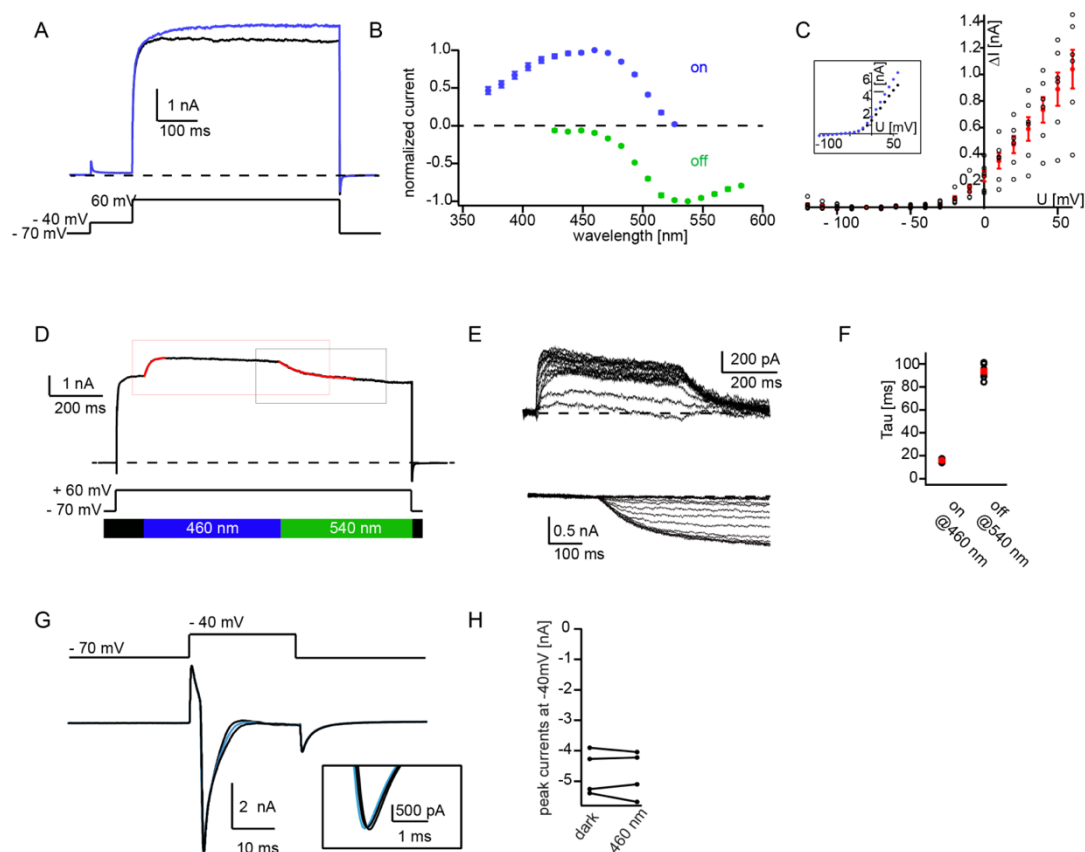 A
1 nA
100 ms
60 mV
- 40 mV
- 70 mV
B
normalized current
1.0
0.5
0.0
-0.5
-1.0
on
off
350
400
450
500
550
600
wavelength [nm]
C
ΔI [nA]
1.4
1.2
1.0
0.8
0.6
0.4
0.2
- 100
- 50
0
50
U [mV]
I [nA]
6
4
2
U [mV]
- 100
50
D
1 nA
200 ms
+ 60 mV
- 70 mV
460 nm
540 nm
E
200 pA
200 ms
0.5 nA
100 ms
F
Tau [ms]
100
80
60
40
20
0
on
@460 nm
off
@540 nm
G
- 40 mV
- 70 mV
2 nA
10 ms
500 pA
1 ms
H
peak currents at -40mV [nA]
0
-1
-2
-3
-4
-5
dark
460 nm